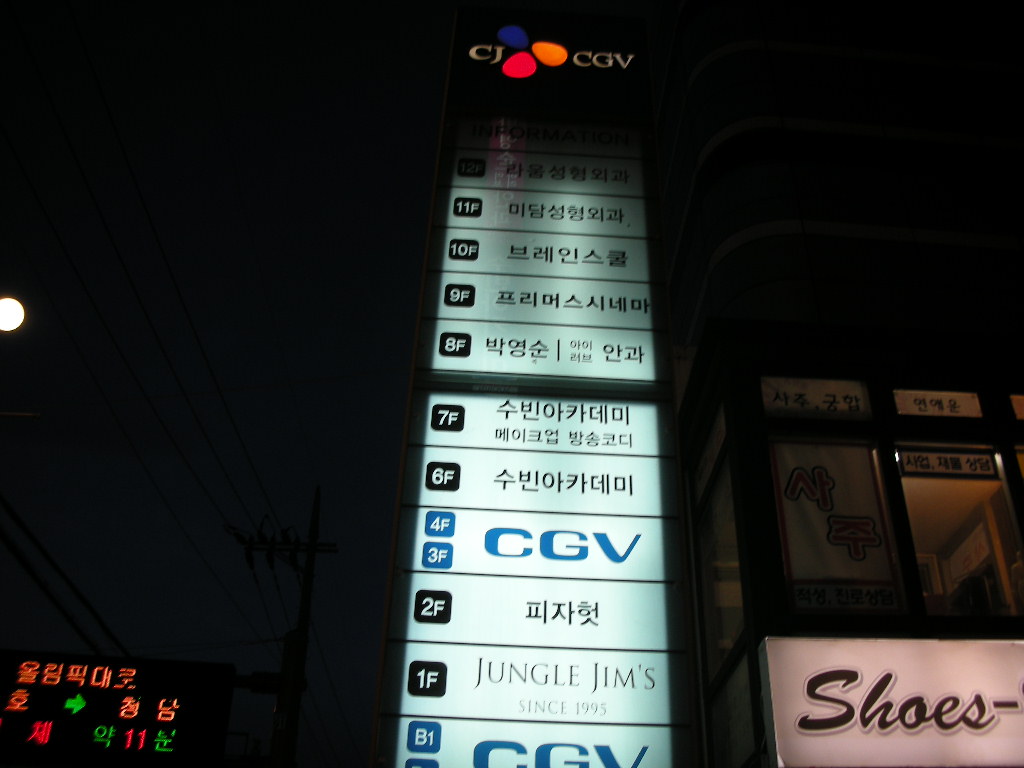 CJ CGV
INFORMATION
12F 라움성형외과
11F 미담성형외과
10F 브레인스쿨
9F 프리머스시네마
8F 박영순 | 아이러브 안과
7F 수빈아카데미
메이크업 방송코디
6F 수빈아카데미
4F
3F CGV
2F 피자헛
1F JUNGLE JIM'S
SINCE 1995
B1 CGV
사주.궁합
연애운
사업, 재물 상담
사주
적성, 진로상담
Shoes-
올림픽대로
호 → 청담
체 약11분